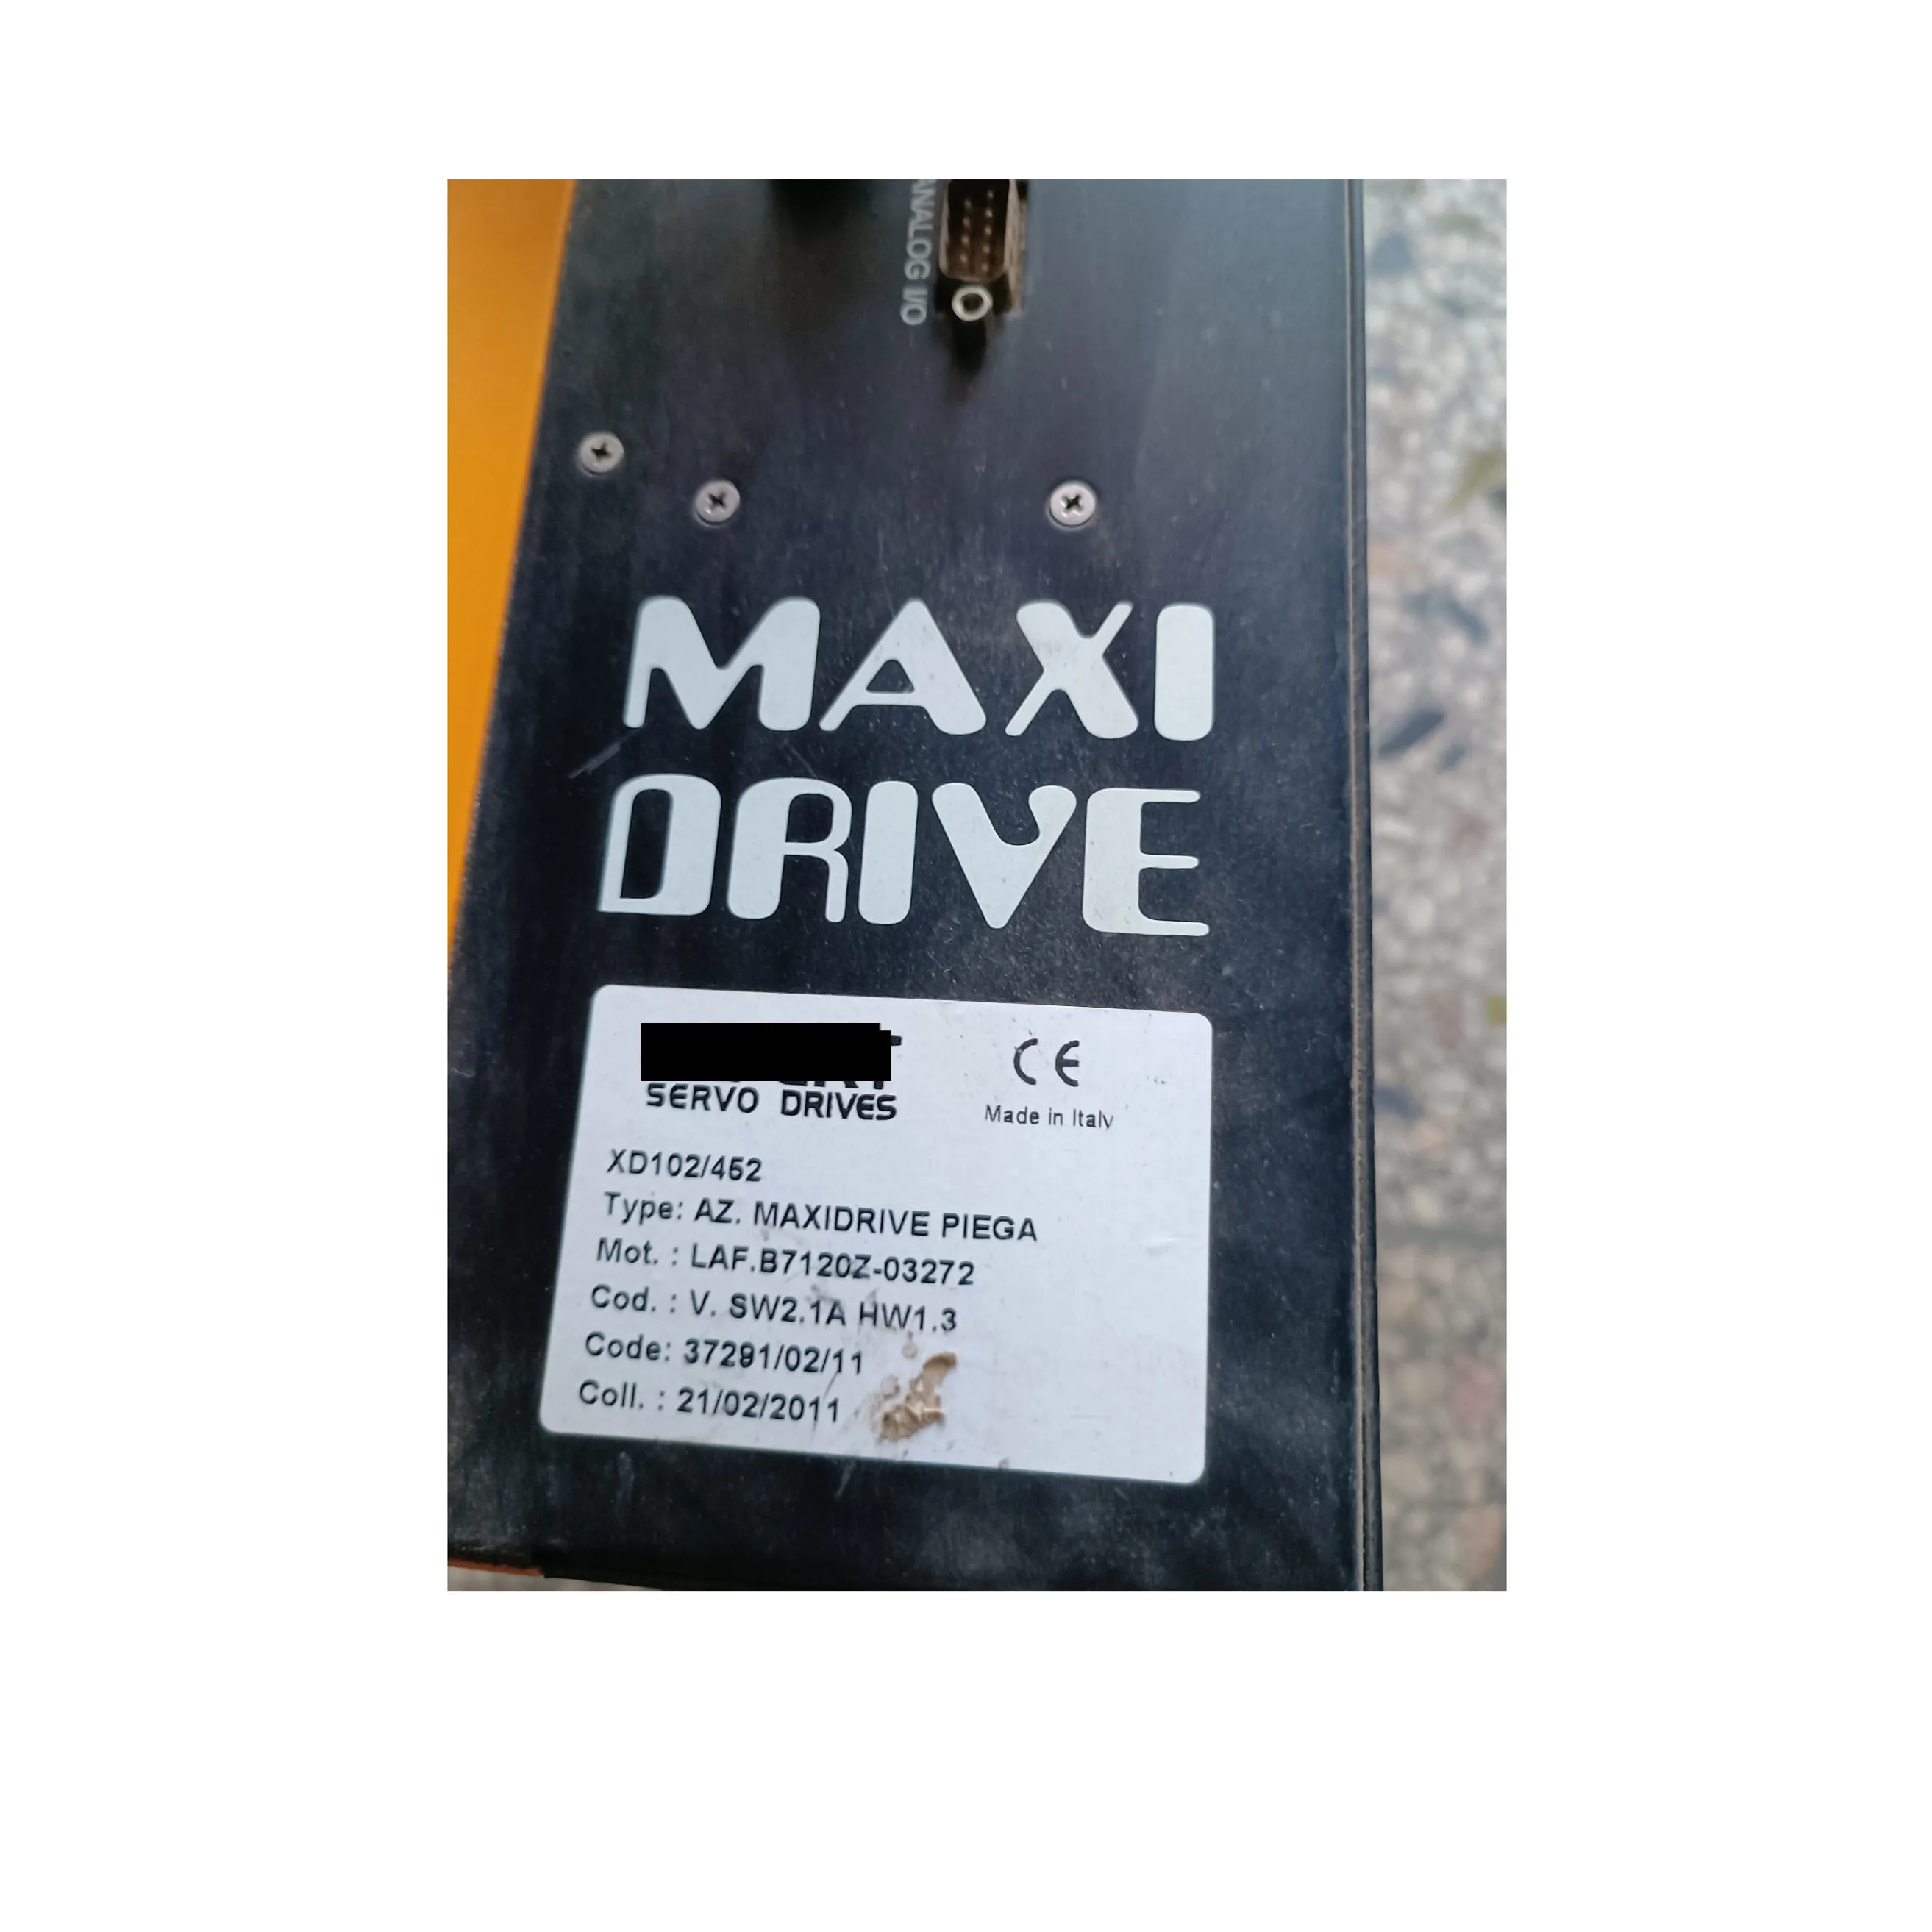 ANALOG I/O
MAXI
DRIVE
SERVO DRIVES
CE
Made in Italy
XD102/452
Type: AZ. MAXIDRIVE PIEGA
Mot. : LAF.B7120Z-03272
Cod. : V. SW2.1A HW1.3
Code: 37291/02/11
Coll. : 21/02/2011